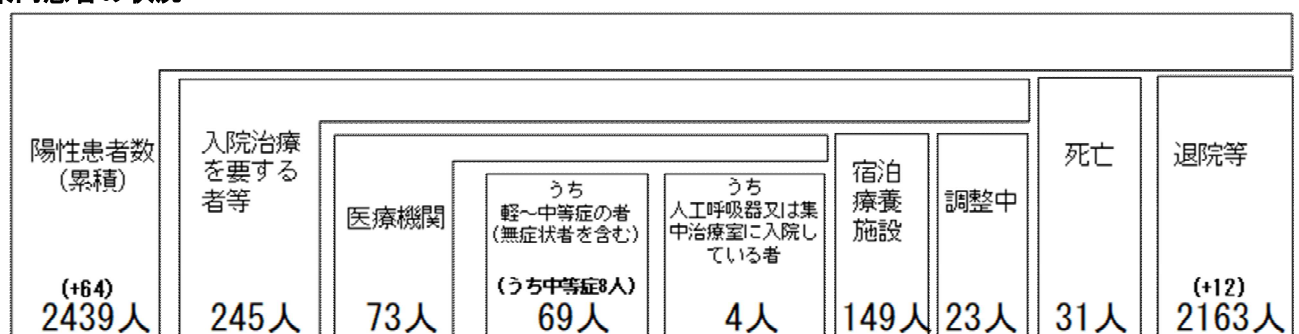 陽性患者数
(累積)
(+64)
2439人
入院治療
を要する
者等
245人
医療機関
73人
うち
軽～中等症の者
(無症状者を含む)
(うち中等症8人)
69人
うち
人工呼吸器又は集
中治療室に入院し
ている者
4人
宿泊
療養
施設
149人
調整中
23人
死亡
31人
退院等
(+12)
2163人